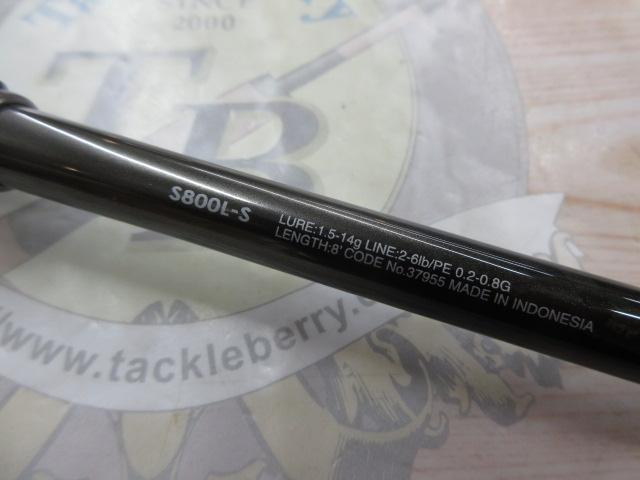 SINCE
2000
TB
S800L-S
LURE:1.5-14g LINE:2-6lb/PE 0.2-0.8G
LENGTH:8' CODE No.37955 MADE IN INDONESIA
www.tackleberry.c